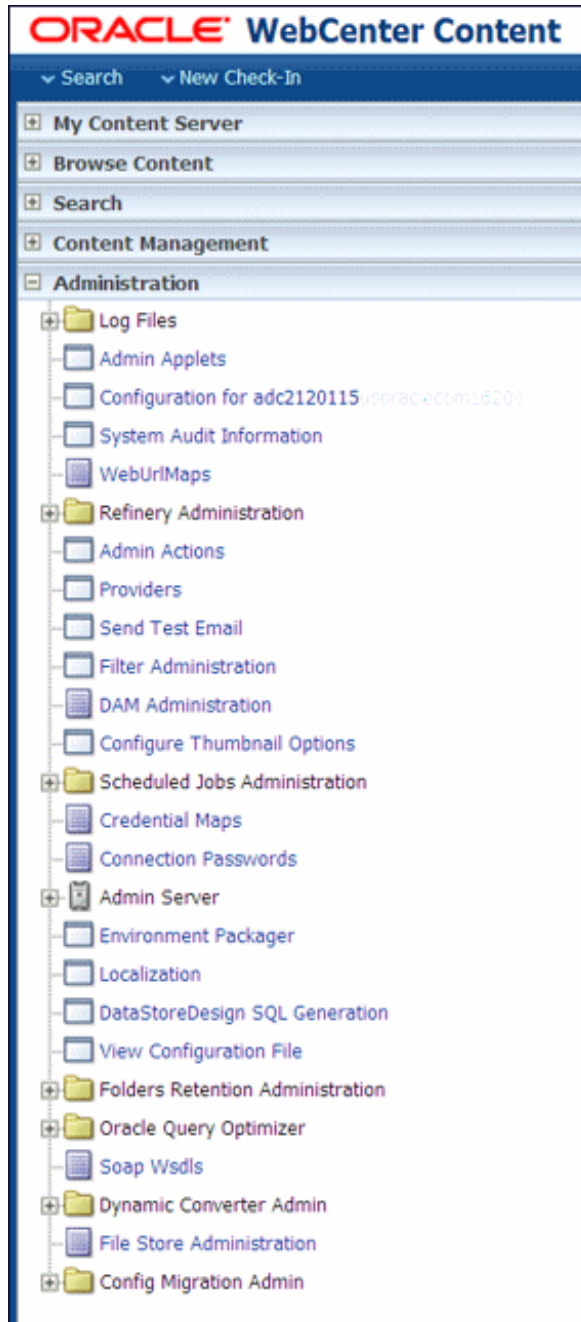 ORACLE WebCenter Content
Search New Check-In
My Content Server
Browse Content
Search
Content Management
Administration
Log Files
Admin Applets
Configuration for adc2120115
System Audit Information
WebUrlMaps
Refinery Administration
Admin Actions
Providers
Send Test Email
Filter Administration
DAM Administration
Configure Thumbnail Options
Scheduled Jobs Administration
Credential Maps
Connection Passwords
Admin Server
Environment Packager
Localization
DataStoreDesign SQL Generation
View Configuration File
Folders Retention Administration
Oracle Query Optimizer
Soap Wsdls
Dynamic Converter Admin
File Store Administration
Config Migration Admin